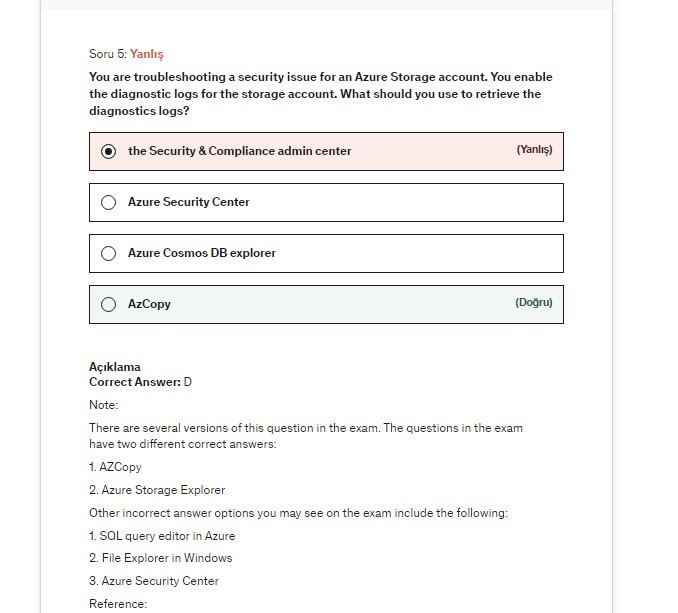 Soru 5: Yanlış
You are troubleshooting a security issue for an Azure Storage account. You enable
the diagnostic logs for the storage account. What should you use to retrieve the
diagnostics logs?
the Security & Compliance admin center
(Yanlış)
Azure Security Center
Azure Cosmos DB explorer
AzCopy
(Doğru)
Açıklama
Correct Answer: D
Note:
There are several versions of this question in the exam. The questions in the exam
have two different correct answers:
1. AZCopy
2. Azure Storage Explorer
Other incorrect answer options you may see on the exam include the following:
1. SQL query editor in Azure
2. File Explorer in Windows
3. Azure Security Center
Reference: